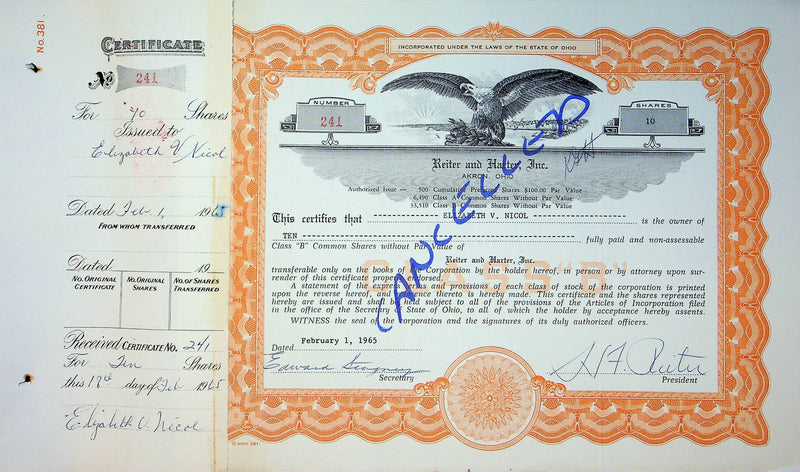 No. 381.
CERTIFICATE
No 241
For 10 Shares
Issued to
Elizabeth V Nicol
Dated Feb. 1, 1965
FROM WHOM TRANSFERRED
Dated 19
NO. ORIGINAL CERTIFICATE
NO. ORIGINAL SHARES
NO. OF SHARES TRANSFERRED
Received CERTIFICATE NO. 241
For Ten Shares
this 19th day of Feb 1965
Elizabeth V. Nicol
INCORPORATED UNDER THE LAWS OF THE STATE OF OHIO
NUMBER
241
SHARES
10
Reiter and Harter, Inc.
AKRON, OHIO
Authorized Issue — 500 Cumulative Preferred Shares $100.00 Par Value
6,490 Class A Common Shares Without Par Value
33,510 Class B Common Shares Without Par Value
CANCELLED
This certifies that ELIZABETH V. NICOL is the owner of
TEN fully paid and non-assessable
Class "B" Common Shares without Par Value of
Reiter and Harter, Inc.
CLASS "B"
transferable only on the books of the Corporation by the holder hereof, in person or by attorney upon sur-
render of this certificate properly endorsed.
A statement of the express terms and provisions of each class of stock of the corporation is printed
upon the reverse hereof, and reference thereto is hereby made. This certificate and the shares represented
hereby are issued and shall be held subject to all of the provisions of the Articles of Incorporation filed
in the office of the Secretary of State of Ohio, to all of which the holder by acceptance hereby assents.
WITNESS the seal of the Corporation and the signatures of its duly authorized officers.
February 1, 1965
Dated
Edward
Secretary
H F. Reiter
President